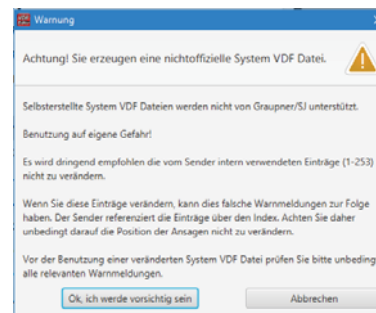 Warnung
Achtung! Sie erzeugen eine nichtoffizielle System VDF Datei.
Selbsterstellte System VDF Dateien werden nicht von Graupner/SJ unterstützt.
Benutzung auf eigene Gefahr!
Es wird dringend empfohlen die vom Sender intern verwendeten Einträge (1-253)
nicht zu verändern.
Wenn Sie diese Einträge verändern, kann dies falsche Warnmeldungen zur Folge
haben. Der Sender referenziert die Einträge über den Index. Achten Sie daher
unbedingt darauf die Position der Ansagen nicht zu verändern.
Vor der Benutzung einer veränderten System VDF Datei prüfen Sie bitte unbeding
alle relevanten Warnmeldungen.
Ok, ich werde vorsichtig sein
Abbrechen